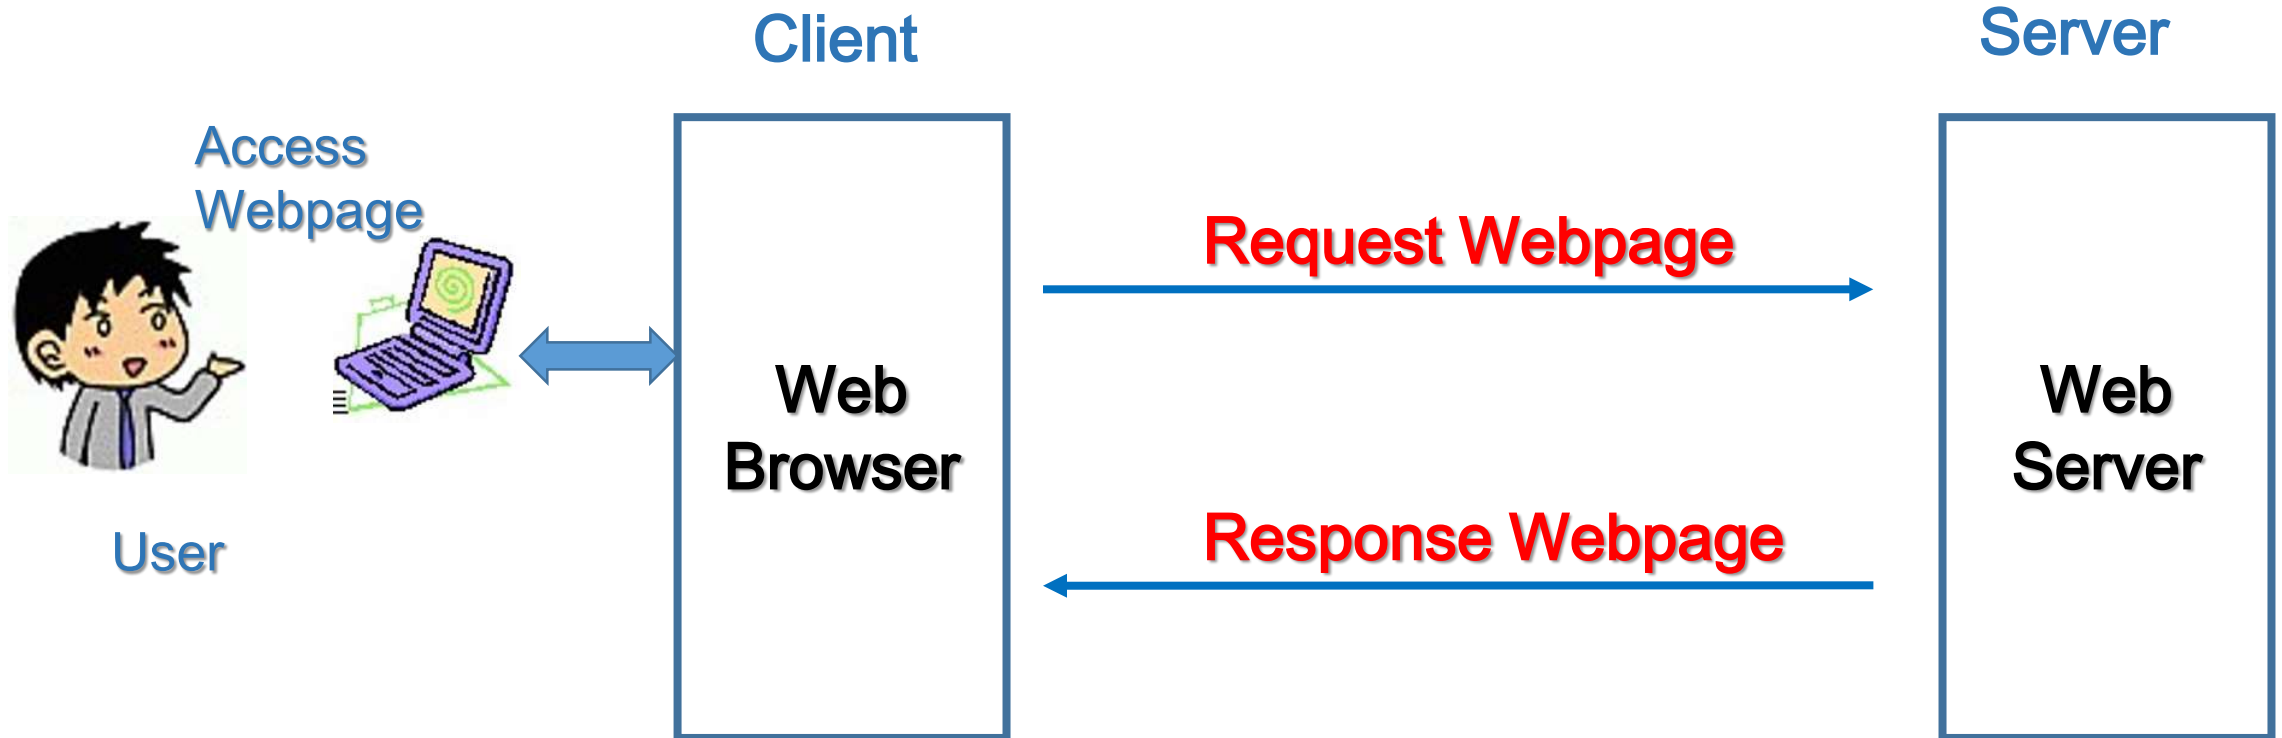 Client
Server
Access
Webpage
Request Webpage
Web
Browser
Web
Server
Response Webpage
User